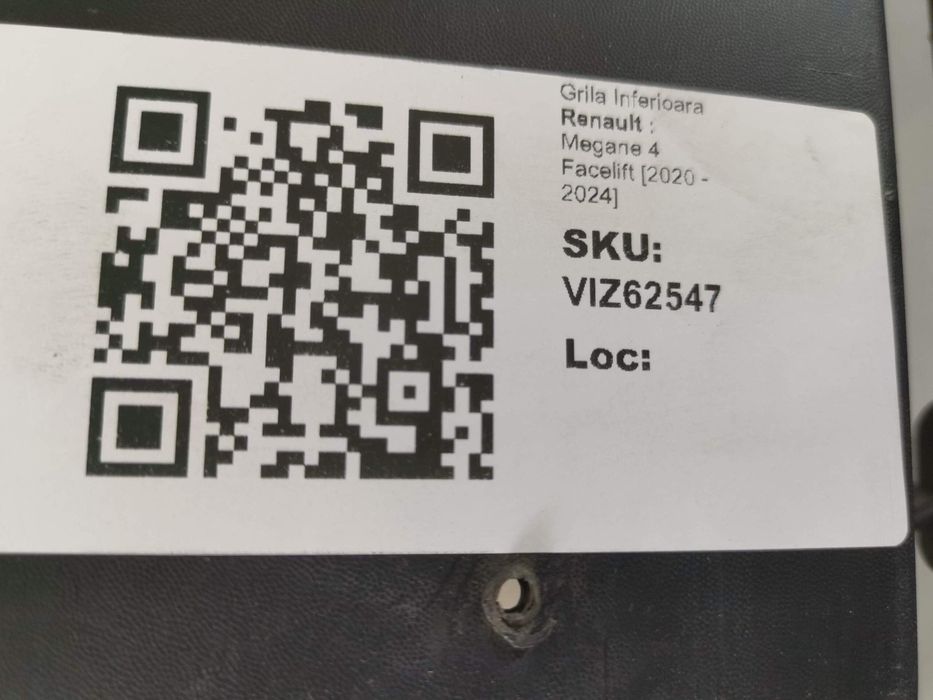 Grila Inferioara
Renault :
Megane 4
Facelift [2020 -
2024]
SKU:
VIZ62547
Loc: